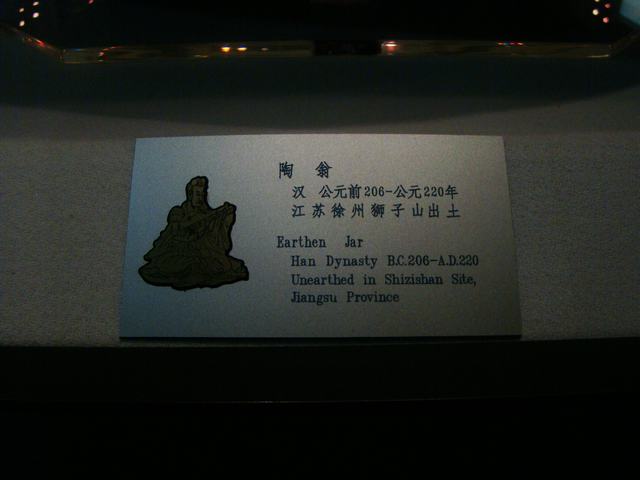 陶 翁
汉 公元前206-公元220年
江苏徐州狮子山出土
Earthen Jar
Han Dynasty B.C.206-A.D.220
Unearthed in Shizishan Site,
Jiangsu Province